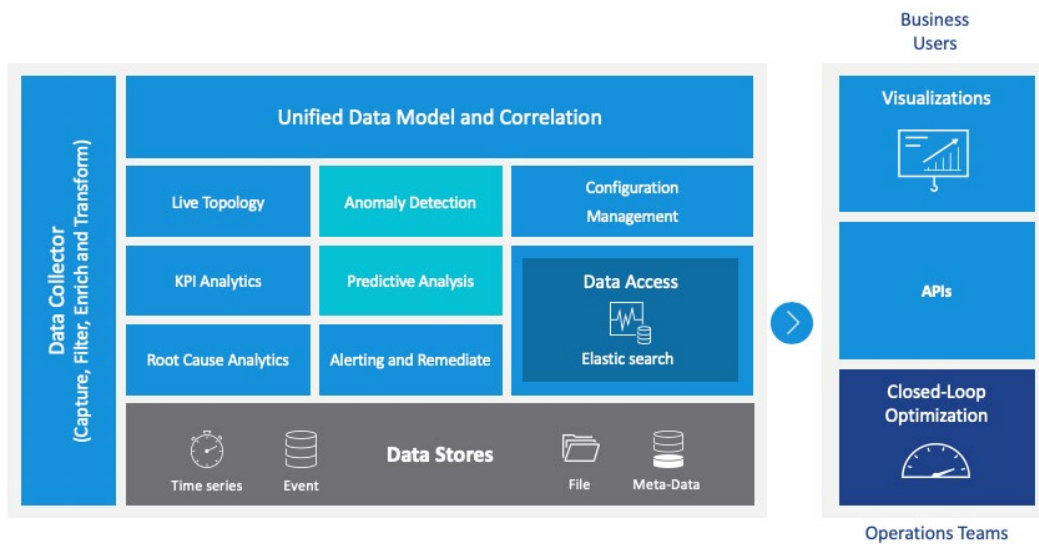 Business
Users
Data Collector
(Capture, Filter, Enrich and Transform)
Unified Data Model and Correlation
Live Topology
Anomaly Detection
Configuration
Management
KPI Analytics
Predictive Analysis
Data Access
Elastic search
Root Cause Analytics
Alerting and Remediate
Data Stores
Time series
Event
File
Meta-Data
Visualizations
APIs
Closed-Loop
Optimization
Operations Teams